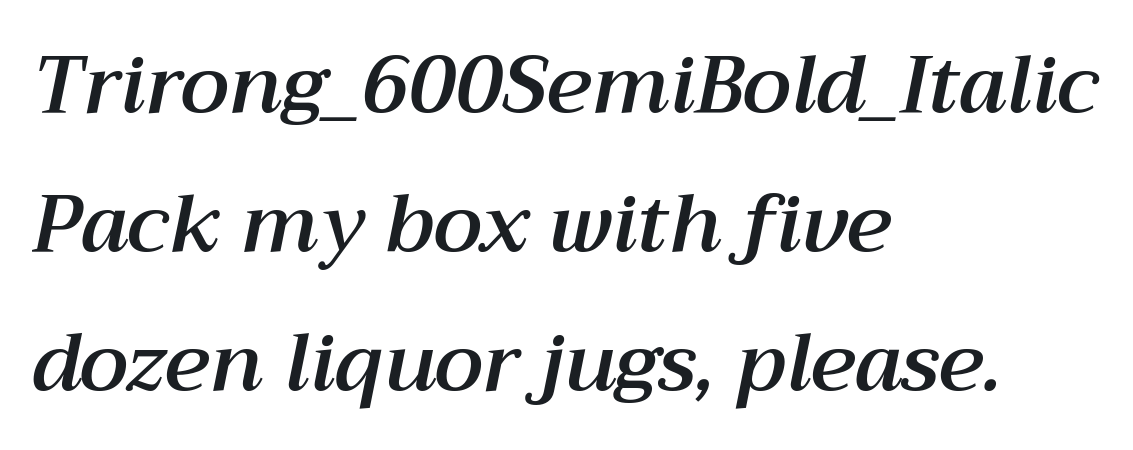 Trirong_600SemiBold_Italic
Pack my box with five
dozen liquor jugs, please.